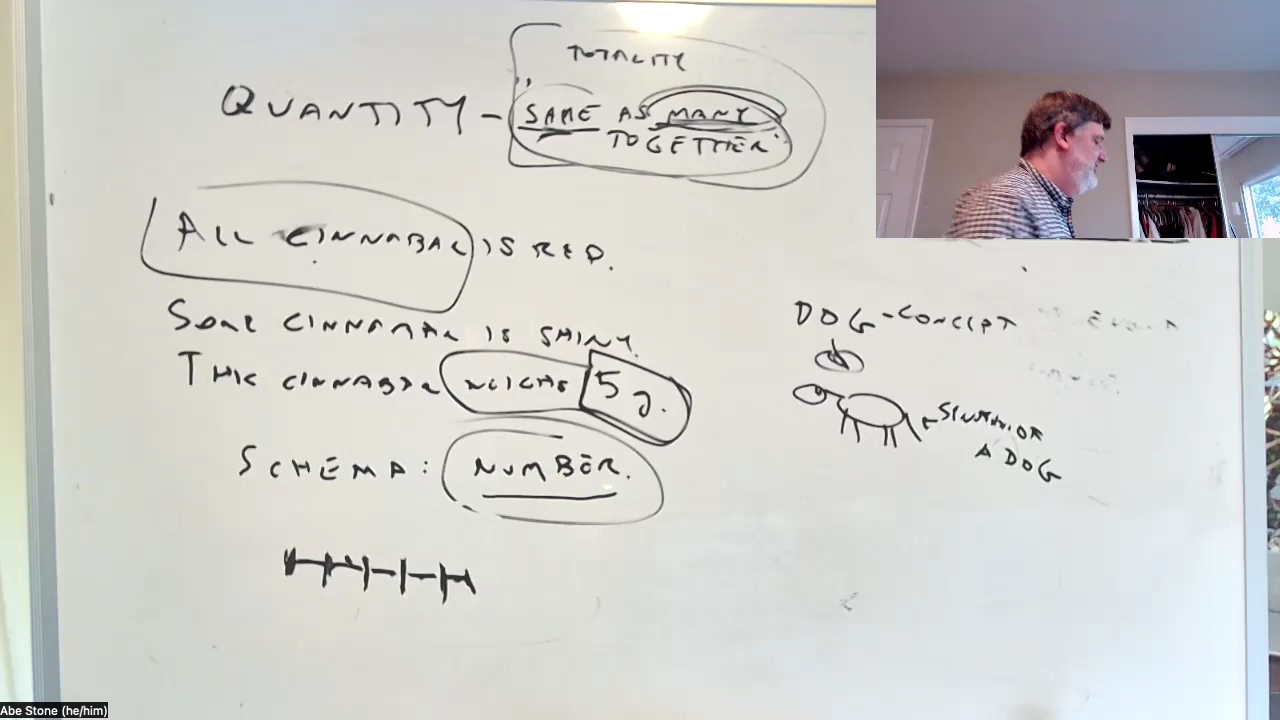 TOTALITY
QUANTITY - "SAME AS MANY
TOGETHER"
ALL CINNABAR IS RED.
SOME CINNABAR IS SHINY.
THIS CINNABAR WEIGHS 5 g.
SCHEMA: NUMBER.
DOG-CONCEPT
A DOG
Abe Stone (he/him)